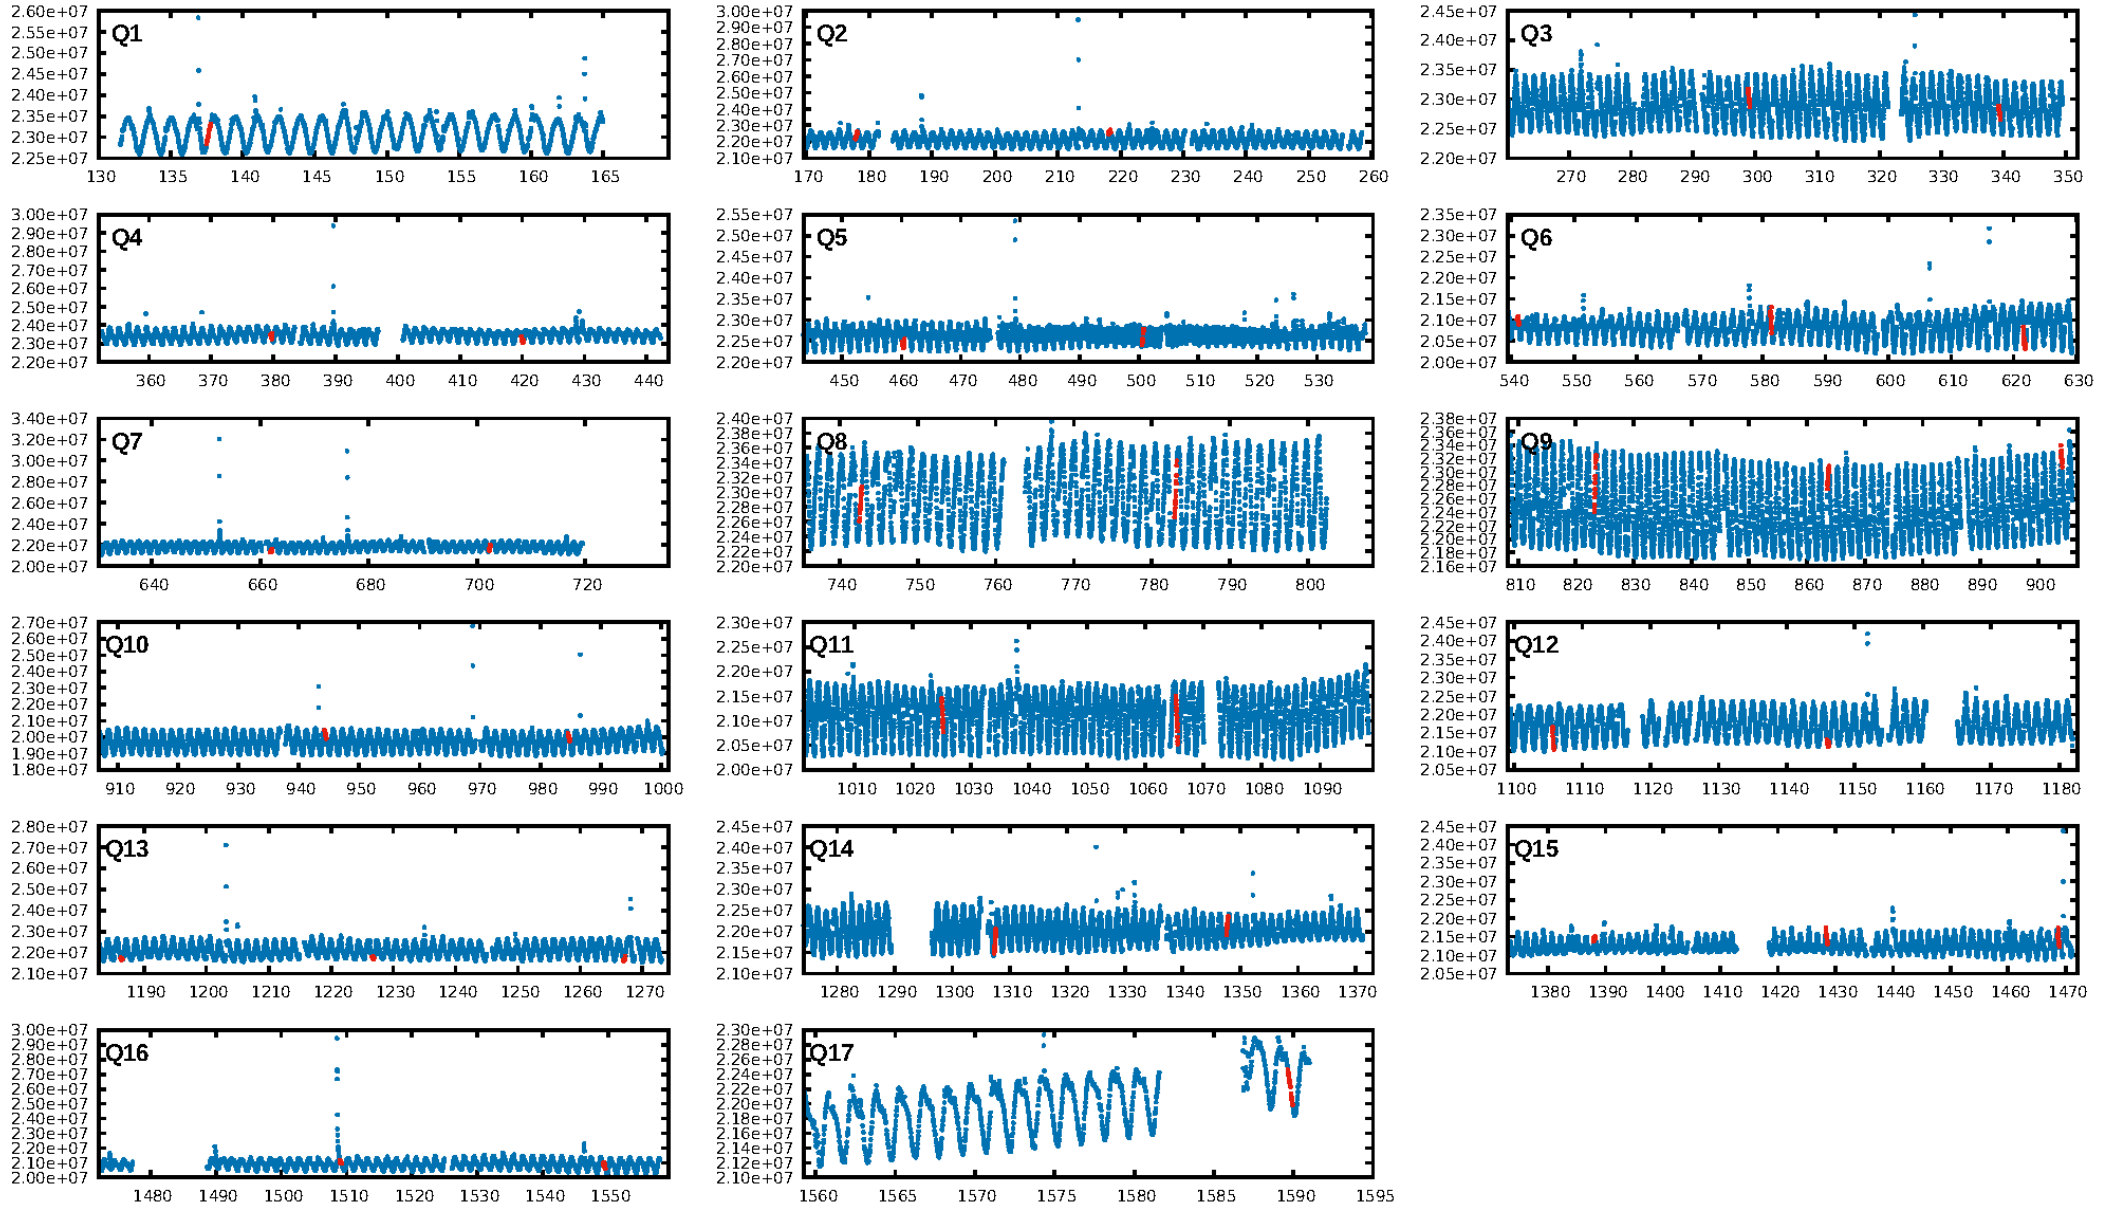 Q1
2.60e+07
2.55e+07
2.50e+07
2.45e+07
2.40e+07
2.35e+07
2.30e+07
2.25e+07
130 135 140 145 150 155 160 165
Q2
3.00e+07
2.90e+07
2.80e+07
2.70e+07
2.60e+07
2.50e+07
2.40e+07
2.30e+07
2.20e+07
2.10e+07
170 180 190 200 210 220 230 240 250 260
Q3
2.45e+07
2.40e+07
2.35e+07
2.30e+07
2.25e+07
2.20e+07
270 280 290 300 310 320 330 340 350
Q4
3.00e+07
2.90e+07
2.80e+07
2.70e+07
2.60e+07
2.50e+07
2.40e+07
2.30e+07
2.20e+07
360 370 380 390 400 410 420 430 440
Q5
2.55e+07
2.50e+07
2.45e+07
2.40e+07
2.35e+07
2.30e+07
2.25e+07
2.20e+07
450 460 470 480 490 500 510 520 530
Q6
2.35e+07
2.30e+07
2.25e+07
2.20e+07
2.15e+07
2.10e+07
2.05e+07
2.00e+07
540 550 560 570 580 590 600 610 620 630
Q7
3.40e+07
3.20e+07
3.00e+07
2.80e+07
2.60e+07
2.40e+07
2.20e+07
2.00e+07
640 660 680 700 720
Q8
2.40e+07
2.38e+07
2.36e+07
2.34e+07
2.32e+07
2.30e+07
2.28e+07
2.26e+07
2.24e+07
2.22e+07
2.20e+07
740 750 760 770 780 790 800
Q9
2.38e+07
2.36e+07
2.34e+07
2.32e+07
2.30e+07
2.28e+07
2.26e+07
2.24e+07
2.22e+07
2.20e+07
2.18e+07
2.16e+07
810 820 830 840 850 860 870 880 890 900
Q10
2.70e+07
2.60e+07
2.50e+07
2.40e+07
2.30e+07
2.20e+07
2.10e+07
2.00e+07
1.90e+07
1.80e+07
910 920 930 940 950 960 970 980 990 1000
Q11
2.30e+07
2.25e+07
2.20e+07
2.15e+07
2.10e+07
2.05e+07
2.00e+07
1010 1020 1030 1040 1050 1060 1070 1080 1090
Q12
2.45e+07
2.40e+07
2.35e+07
2.30e+07
2.25e+07
2.20e+07
2.15e+07
2.10e+07
2.05e+07
1100 1110 1120 1130 1140 1150 1160 1170 1180
Q13
2.80e+07
2.70e+07
2.60e+07
2.50e+07
2.40e+07
2.30e+07
2.20e+07
2.10e+07
1190 1200 1210 1220 1230 1240 1250 1260 1270
Q14
2.45e+07
2.40e+07
2.35e+07
2.30e+07
2.25e+07
2.20e+07
2.15e+07
2.10e+07
1280 1290 1300 1310 1320 1330 1340 1350 1360 1370
Q15
2.45e+07
2.40e+07
2.35e+07
2.30e+07
2.25e+07
2.20e+07
2.15e+07
2.10e+07
2.05e+07
1380 1390 1400 1410 1420 1430 1440 1450 1460 1470
Q16
3.00e+07
2.90e+07
2.80e+07
2.70e+07
2.60e+07
2.50e+07
2.40e+07
2.30e+07
2.20e+07
2.10e+07
2.00e+07
1480 1490 1500 1510 1520 1530 1540 1550
Q17
2.30e+07
2.28e+07
2.26e+07
2.24e+07
2.22e+07
2.20e+07
2.18e+07
2.16e+07
2.14e+07
2.12e+07
2.10e+07
1560 1565 1570 1575 1580 1585 1590 1595